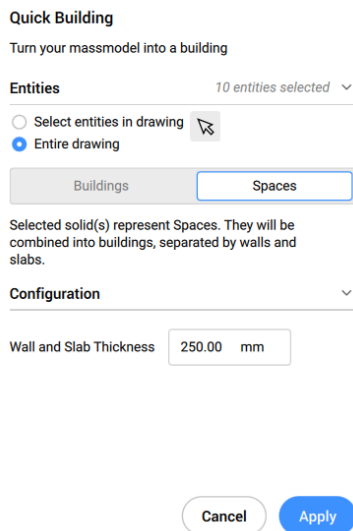 Quick Building
Turn your massmodel into a building
Entities 10 entities selected
Select entities in drawing
Entire drawing
Buildings Spaces
Selected solid(s) represent Spaces. They will be
combined into buildings, separated by walls and
slabs.
Configuration
Wall and Slab Thickness 250.00 mm
Cancel Apply